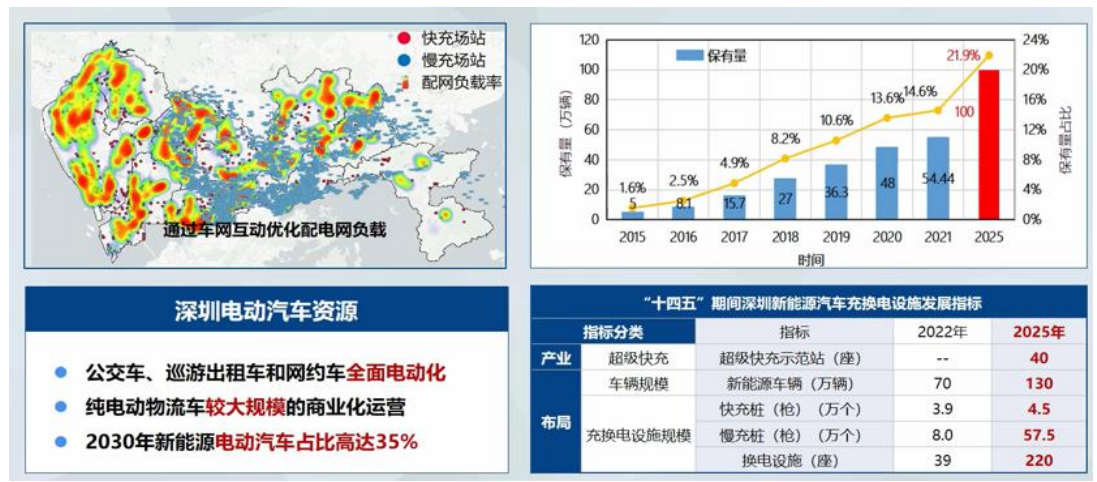 快充场站
慢充场站
配网负载率
通过车网互动优化配电网负载
保有量（万辆）
120
100
80
60
40
20
0
保有量
1.6%
2.5%
4.9%
8.2%
10.6%
13.6%
14.6%
21.9%
5
8.1
15.7
27
36.3
48
54.44
100
24%
20%
16%
12%
8%
4%
0%
保有量占比
2015 2016 2017 2018 2019 2020 2021 2025
时间
深圳电动汽车资源
公交车、巡游出租车和网约车全面电动化
纯电动物流车较大规模的商业化运营
2030年新能源电动汽车占比高达35%
“十四五”期间深圳新能源汽车充换电设施发展指标
指标分类 指标 2022年 2025年
产业 超级快充 超级快充示范站（座） -- 40
布局 车辆规模 新能源车辆（万辆） 70 130
充换电设施规模 快充桩（枪）（万个） 3.9 4.5
慢充桩（枪）（万个） 8.0 57.5
换电设施（座） 39 220